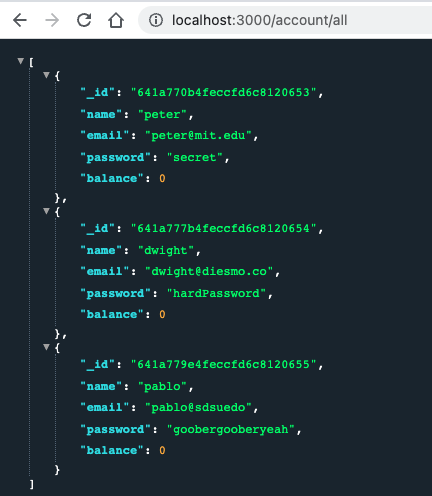 localhost:3000/account/all
[
{
"_id": "641a770b4feccfd6c8120653",
"name": "peter",
"email": "peter@mit.edu",
"password": "secret",
"balance": 0
},
{
"_id": "641a777b4feccfd6c8120654",
"name": "dwight",
"email": "dwight@diesmo.co",
"password": "hardPassword",
"balance": 0
},
{
"_id": "641a779e4feccfd6c8120655",
"name": "pablo",
"email": "pablo@sdsuedo",
"password": "goobergooberyeah",
"balance": 0
}
]